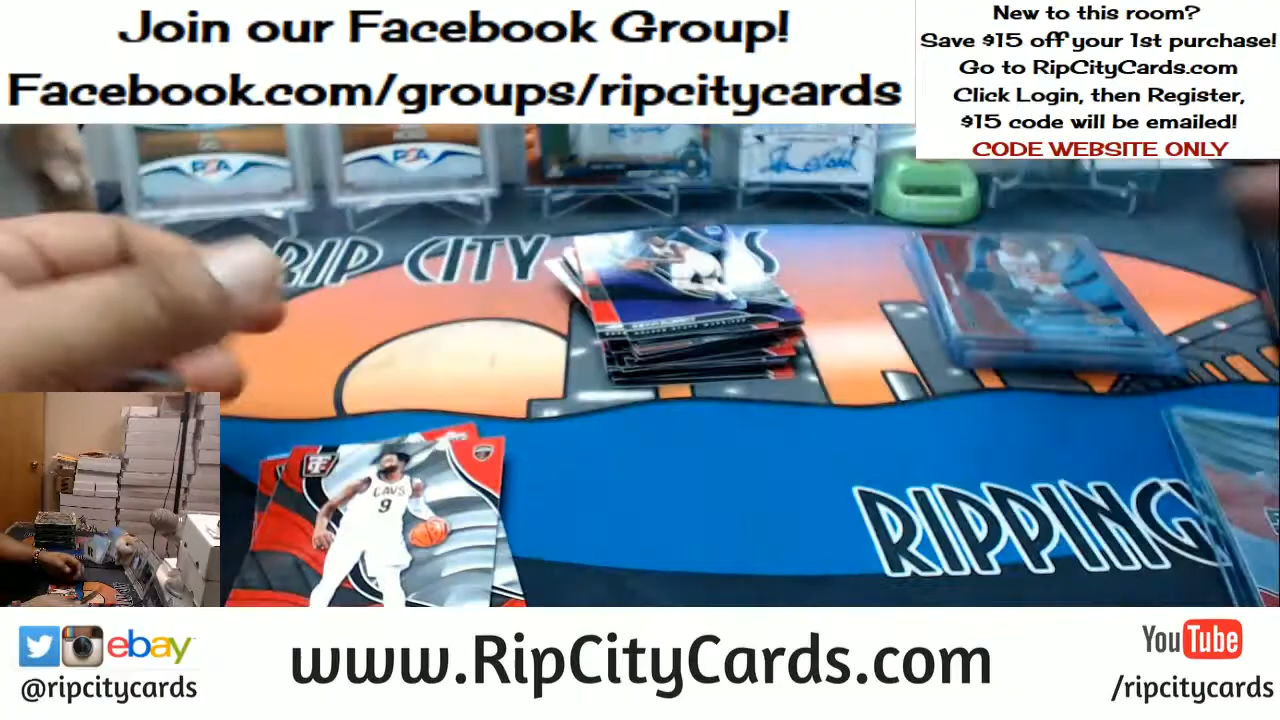 Join our Facebook Group!
Facebook.com/groups/ripcitycards
New to this room?
Save $15 off your 1st purchase!
Go to RipCityCards.com
Click Login, then Register,
$15 code will be emailed!
CODE WEBSITE ONLY
PSA
PSA
RIP CITY
S
CAVS
9
RIPPING
ebay
@ripcitycards
www.RipCityCards.com
YouTube
/ripcitycards